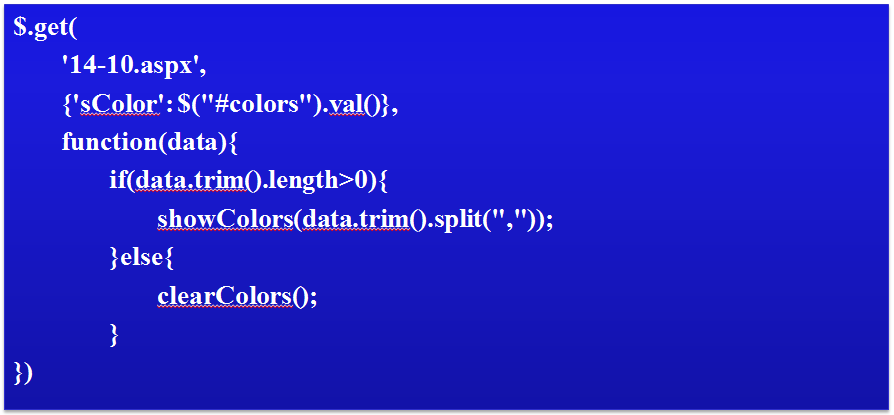 $.get(
'14-10.aspx',
{'sColor':$("#colors").val()},
function(data){
if(data.trim().length>0){
showColors(data.trim().split(","));
}else{
clearColors();
}
})